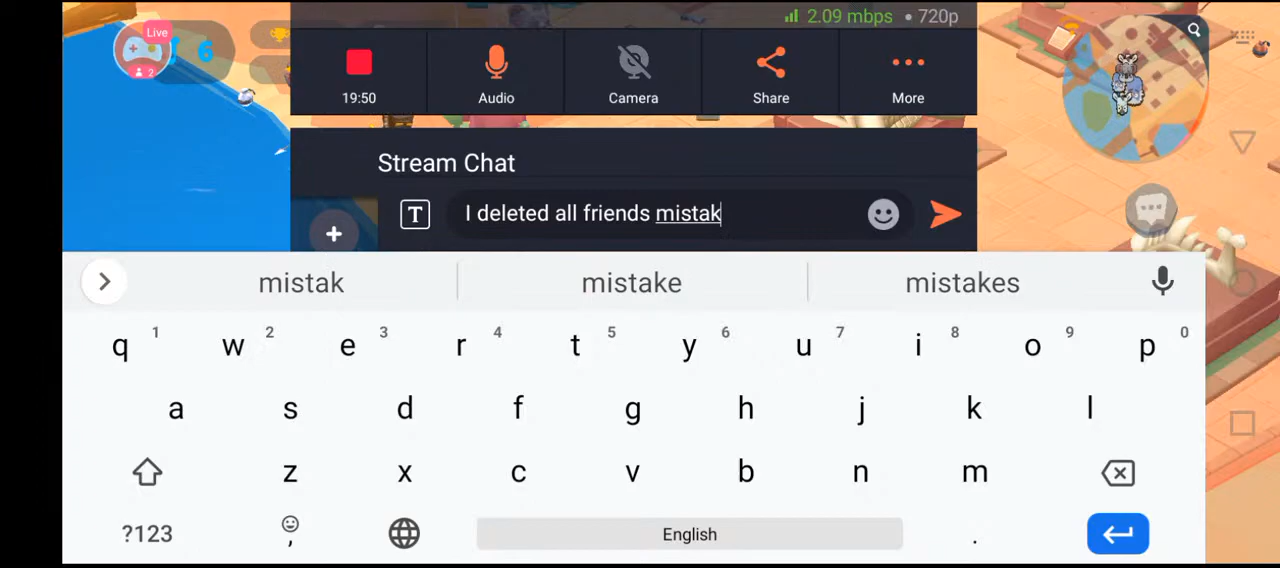 2.09 mbps • 720p
Live
6
2
19:50
Audio
Camera
Share
More
Stream Chat
T
I deleted all friends mistak
mistak
mistake
mistakes
q 1 w 2 e 3 r 4 t 5 y 6 u 7 i 8 o 9 p 0
a s d f g h j k l
z x c v b n m
?123 , English .